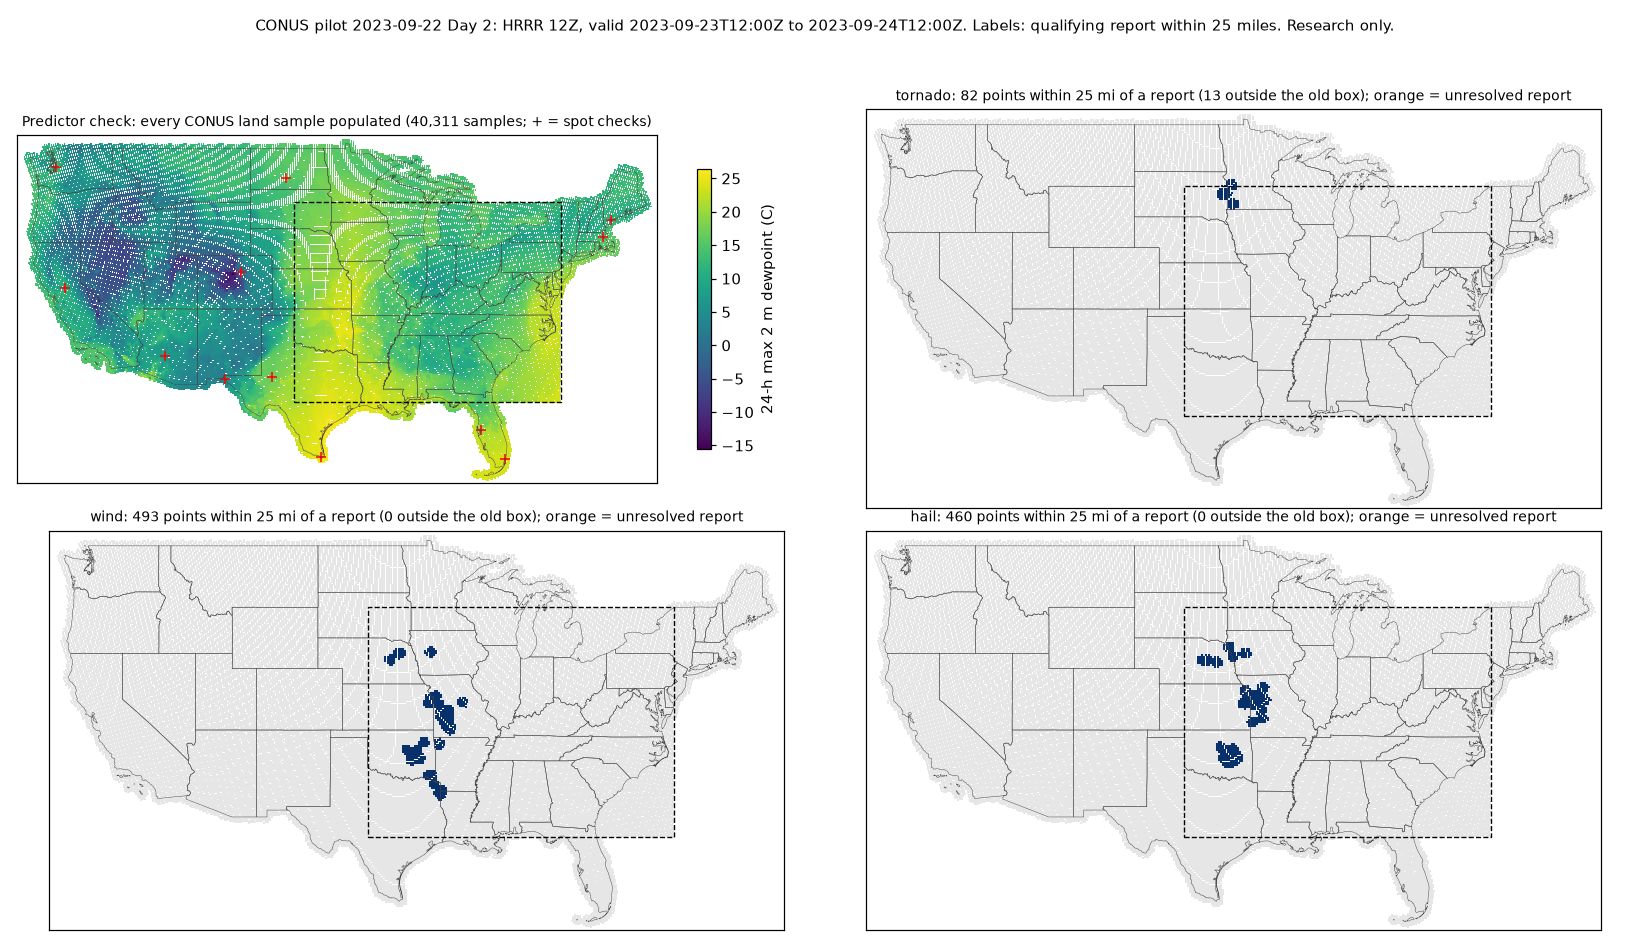 CONUS pilot 2023-09-22 Day 2: HRRR 12Z, valid 2023-09-23T12:00Z to 2023-09-24T12:00Z. Labels: qualifying report within 25 miles. Research only.
Predictor check: every CONUS land sample populated (40,311 samples; + = spot checks)
25
20
15
10
5
0
−5
−10
−15
24-h max 2 m dewpoint (C)
tornado: 82 points within 25 mi of a report (13 outside the old box); orange = unresolved report
wind: 493 points within 25 mi of a report (0 outside the old box); orange = unresolved report
hail: 460 points within 25 mi of a report (0 outside the old box); orange = unresolved report